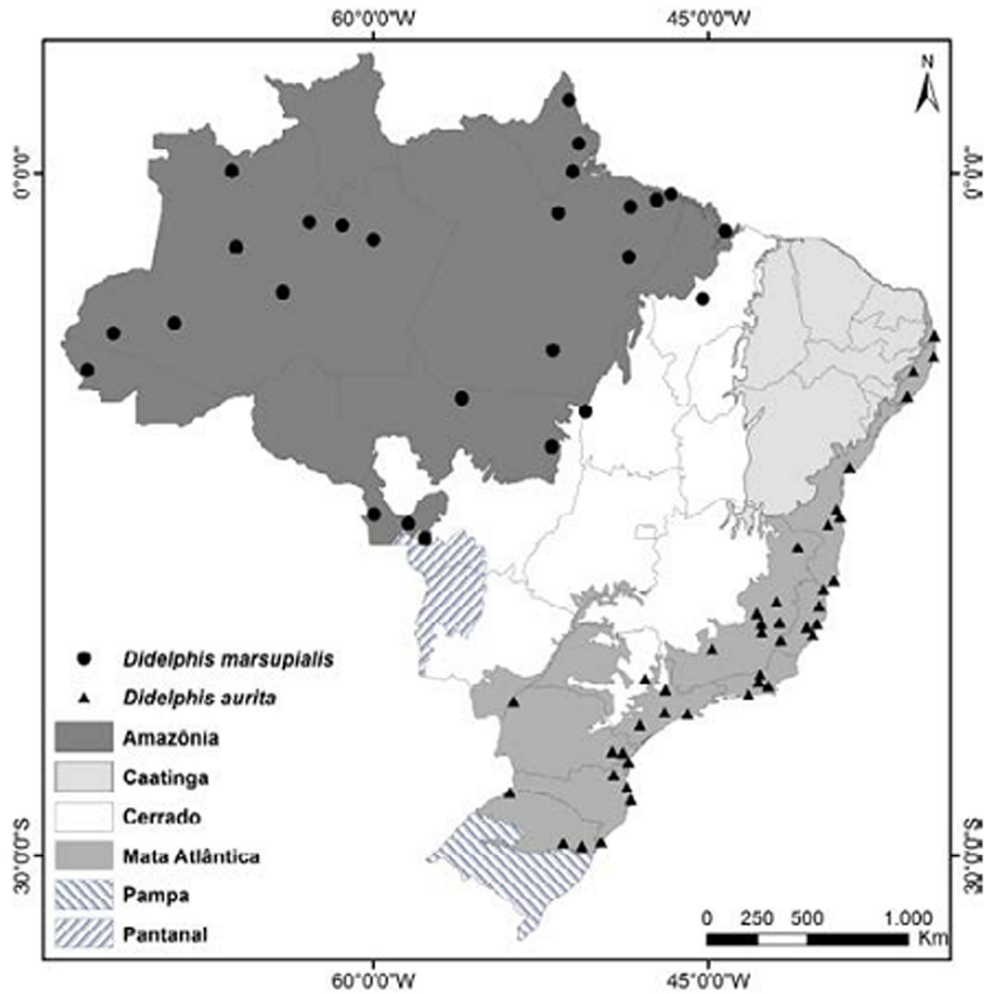 60°0'0"W 45°0'0"W
N
0°0'0" 0°0'0"
Didelphis marsupialis
Didelphis aurita
Amazônia
Caatinga
Cerrado
Mata Atlântica
Pampa
Pantanal
30°0'0"S 30°0'0"S
0 250 500 1.000
Km
60°0'0"W 45°0'0"W